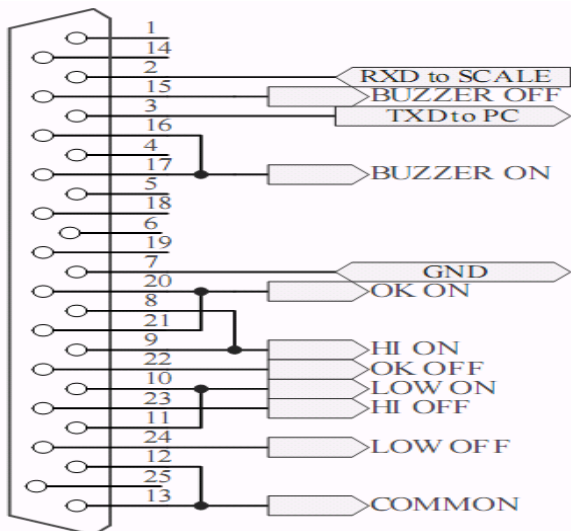 1
14
2 RXD to SCALE
15 BUZZER OFF
3 TXD to PC
16
4
17 BUZZER ON
5
18
6
19
7 GND
20 OK ON
8
21
9 HI ON
22 OK OFF
10 LOW ON
23 HI OFF
11
24 LOW OFF
12
25
13 COMMON